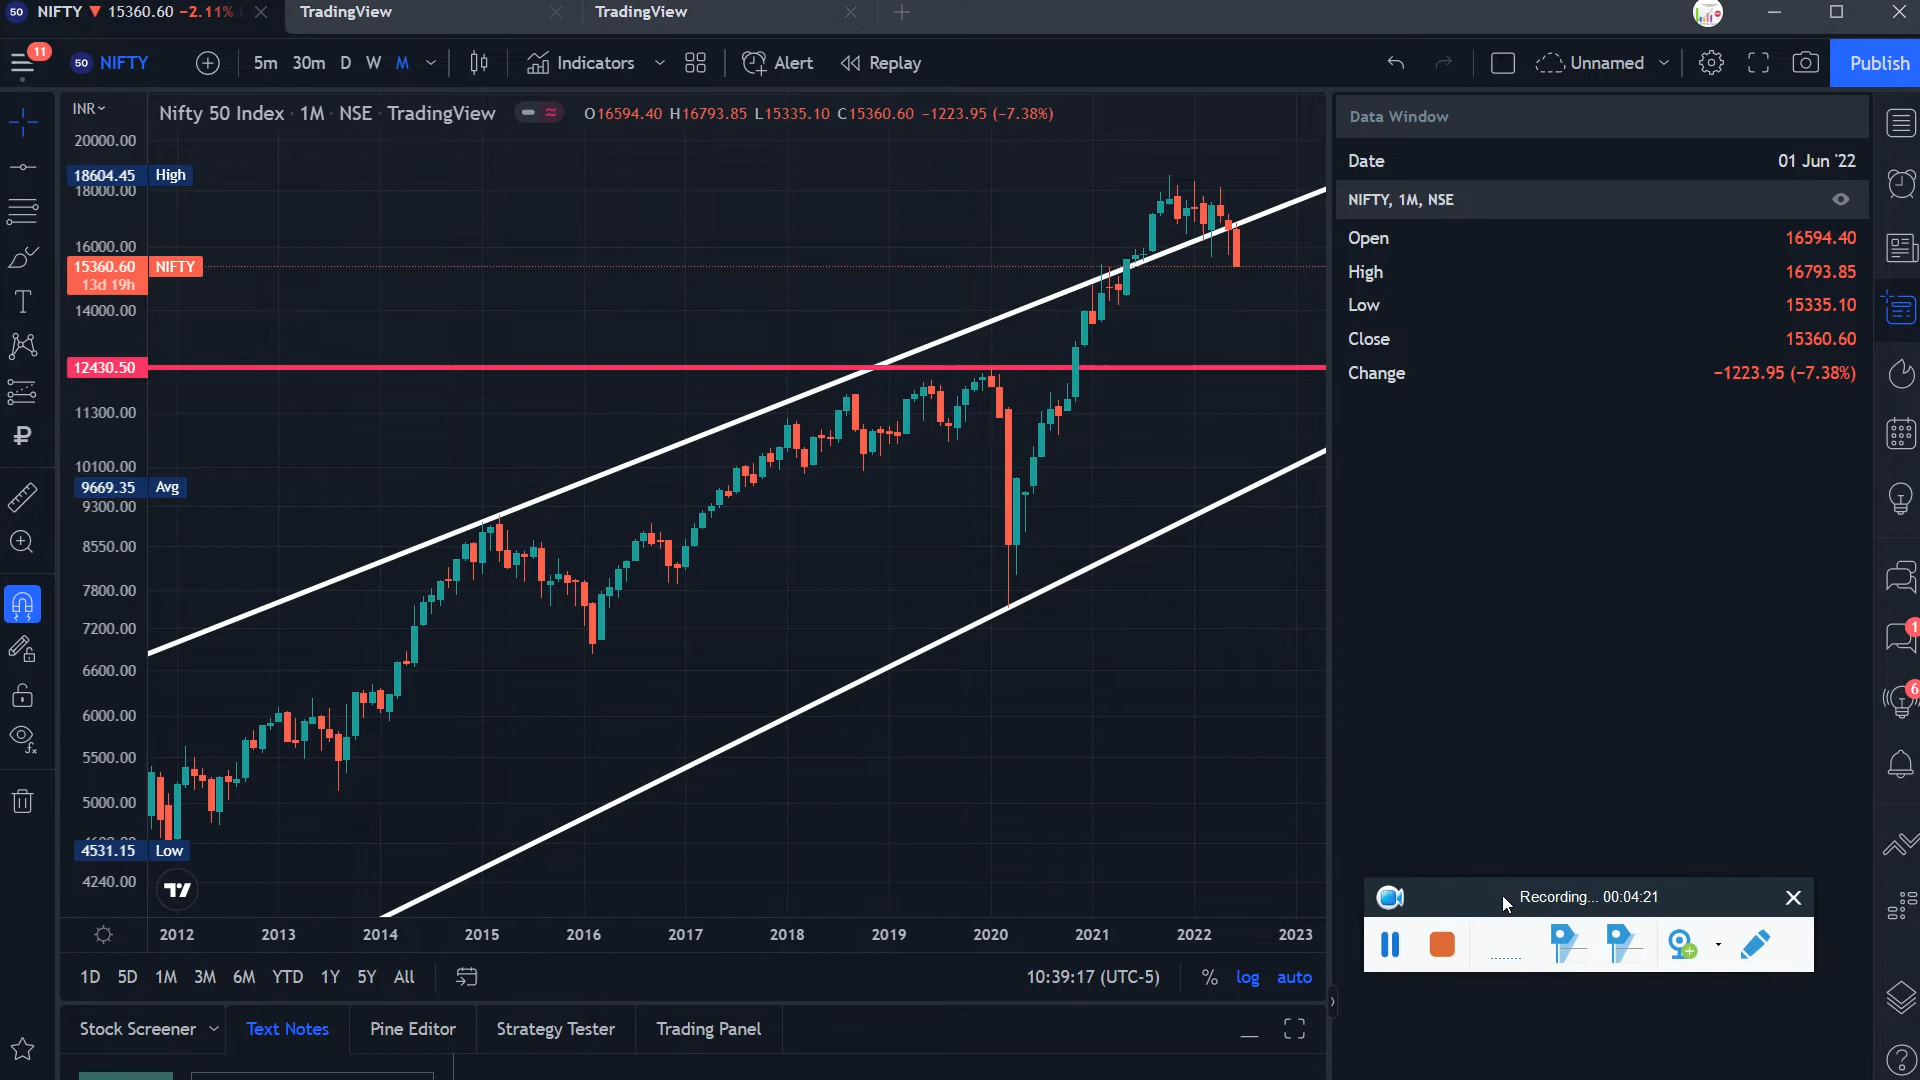 50 NIFTY ▼ 15360.60 −2.11%
TradingView
TradingView
11
50 NIFTY
5m 30m D W M
Indicators
Alert
Replay
Unnamed
Publish
INR
Nifty 50 Index · 1M · NSE · TradingView
O16594.40 H16793.85 L15335.10 C15360.60 −1223.95 (−7.38%)
20000.00
18604.45 High
18000.00
16000.00
15360.60 NIFTY
13d 19h
14000.00
12430.50
11300.00
10100.00
9669.35 Avg
9300.00
8550.00
7800.00
7200.00
6600.00
6000.00
5500.00
5000.00
4531.15 Low
4240.00
2012 2013 2014 2015 2016 2017 2018 2019 2020 2021 2022 2023
1D 5D 1M 3M 6M YTD 1Y 5Y All
10:39:17 (UTC-5)
% log auto
Stock Screener
Text Notes
Pine Editor
Strategy Tester
Trading Panel
Data Window
Date 01 Jun '22
NIFTY, 1M, NSE
Open 16594.40
High 16793.85
Low 15335.10
Close 15360.60
Change −1223.95 (−7.38%)
1
6
Recording... 00:04:21